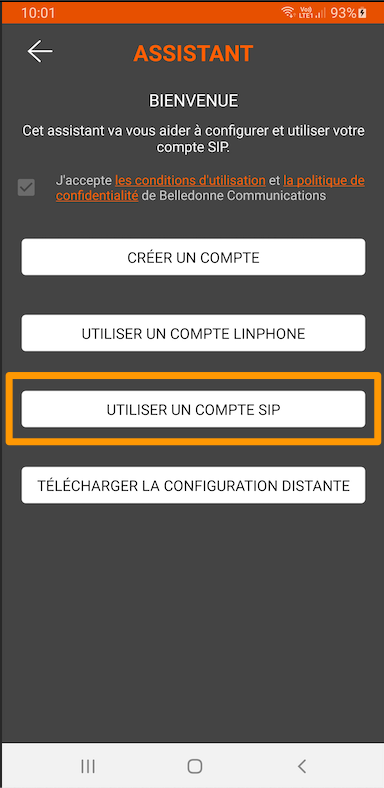 10:01 Vo) LTE1 93%
ASSISTANT
BIENVENUE
Cet assistant va vous aider à configurer et utiliser votre
compte SIP.
J'accepte les conditions d'utilisation et la politique de
confidentialité de Belledonne Communications
CRÉER UN COMPTE
UTILISER UN COMPTE LINPHONE
UTILISER UN COMPTE SIP
TÉLÉCHARGER LA CONFIGURATION DISTANTE